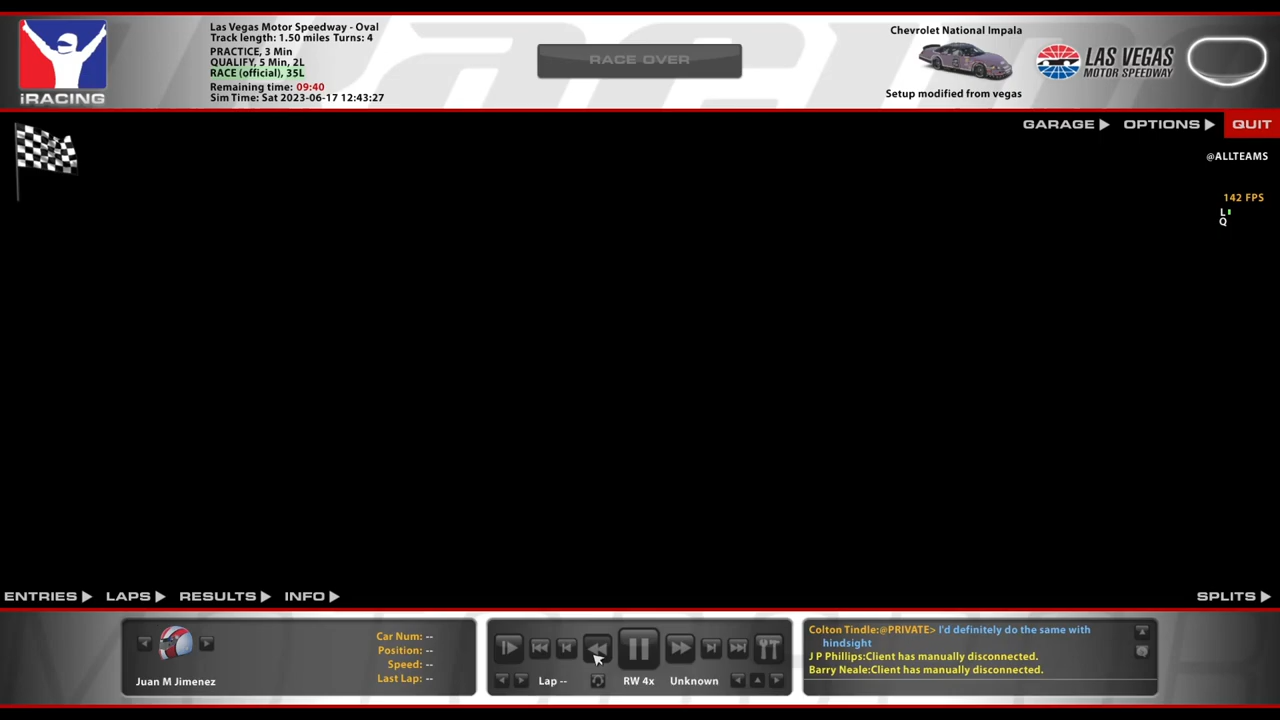 Las Vegas Motor Speedway - Oval
Track length: 1.50 miles Turns: 4
PRACTICE, 3 Min
QUALIFY, 5 Min, 2L
RACE (official), 35L
Remaining time: 09:40
Sim Time: Sat 2023-06-17 12:43:27
iRACING
RACE OVER
Chevrolet National Impala
Setup modified from vegas
LAS VEGAS
MOTOR SPEEDWAY
GARAGE OPTIONS QUIT
@ALLTEAMS
142 FPS
L
Q
ENTRIES LAPS RESULTS INFO
SPLITS
Juan M Jimenez
Car Num: --
Position: --
Speed: --
Last Lap: --
Lap -- RW 4x Unknown
Colton Tindle:@PRIVATE> I'd definitely do the same with
hindsight
J P Phillips:Client has manually disconnected.
Barry Neale:Client has manually disconnected.